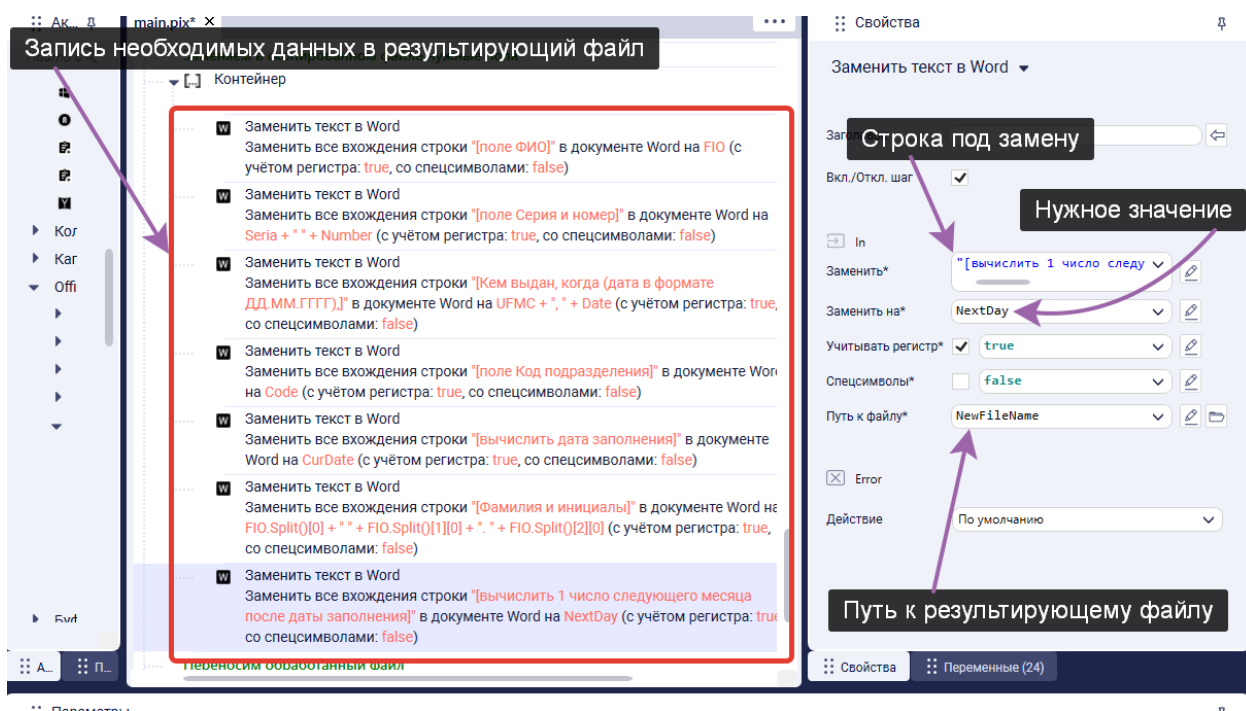 Ак...
main.pix*
...
Свойства
Запись необходимых данных в результирующий файл
Контейнер
Заменить текст в Word
Заменить все вхождения строки "[поле ФИО]" в документе Word на FIO (с
учётом регистра: true, со спецсимволами: false)
Заменить текст в Word
Заменить все вхождения строки "[поле Серия и номер]" в документе Word на
Seria + " " + Number (с учётом регистра: true, со спецсимволами: false)
Заменить текст в Word
Заменить все вхождения строки "[Кем выдан, когда (дата в формате
ДД.ММ.ГГГГ),]" в документе Word на UFMC + ", " + Date (с учётом регистра: true,
со спецсимволами: false)
Заменить текст в Word
Заменить все вхождения строки "[поле Код подразделения]" в документе Word
на Code (с учётом регистра: true, со спецсимволами: false)
Заменить текст в Word
Заменить все вхождения строки "[вычислить дата заполнения]" в документе
Word на CurDate (с учётом регистра: true, со спецсимволами: false)
Заменить текст в Word
Заменить все вхождения строки "[Фамилия и инициалы]" в документе Word на
FIO.Split()[0] + " " + FIO.Split()[1][0] + ". " + FIO.Split()[2][0] (с учётом регистра: true,
со спецсимволами: false)
Заменить текст в Word
Заменить все вхождения строки "[вычислить 1 число следующего месяца
после даты заполнения]" в документе Word на NextDay (с учётом регистра: true
со спецсимволами: false)
Переносим обработанный файл
Кол
Кат
Offi
Буф
А...
П...
Заменить текст в Word
Строка под замену
Вкл./Откл. шаг
Нужное значение
In
Заменить*
"[вычислить 1 число следу
Заменить на*
NextDay
Учитывать регистр*
true
Спецсимволы*
false
Путь к файлу*
NewFileName
Error
Действие
По умолчанию
Путь к результирующему файлу
Свойства
Переменные (24)
Параметры